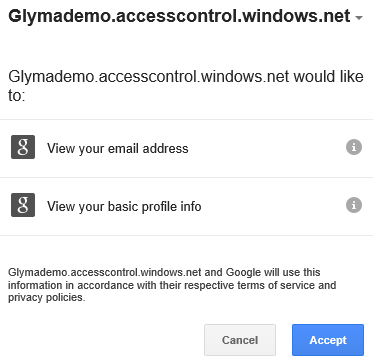 Glymademo.accesscontrol.windows.net
Glymademo.accesscontrol.windows.net would like
to:
g View your email address i
g View your basic profile info i
Glymademo.accesscontrol.windows.net and Google will use this
information in accordance with their respective terms of service and
privacy policies.
Cancel Accept